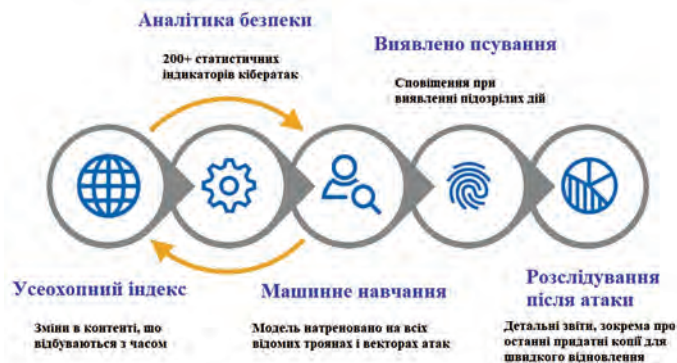 Аналітика безпеки
200+ статистичних
індикаторів кібератак
Виявлено псування
Сповіщення при
виявленні підозрілих дій
Усеохопний індекс
Зміни в контенті, що
відбуваються з часом
Машинне навчання
Модель натреновано на всіх
відомих троянах і векторах атак
Розслідування
після атаки
Детальні звіти, зокрема про
останні придатні копії для
швидкого відновлення